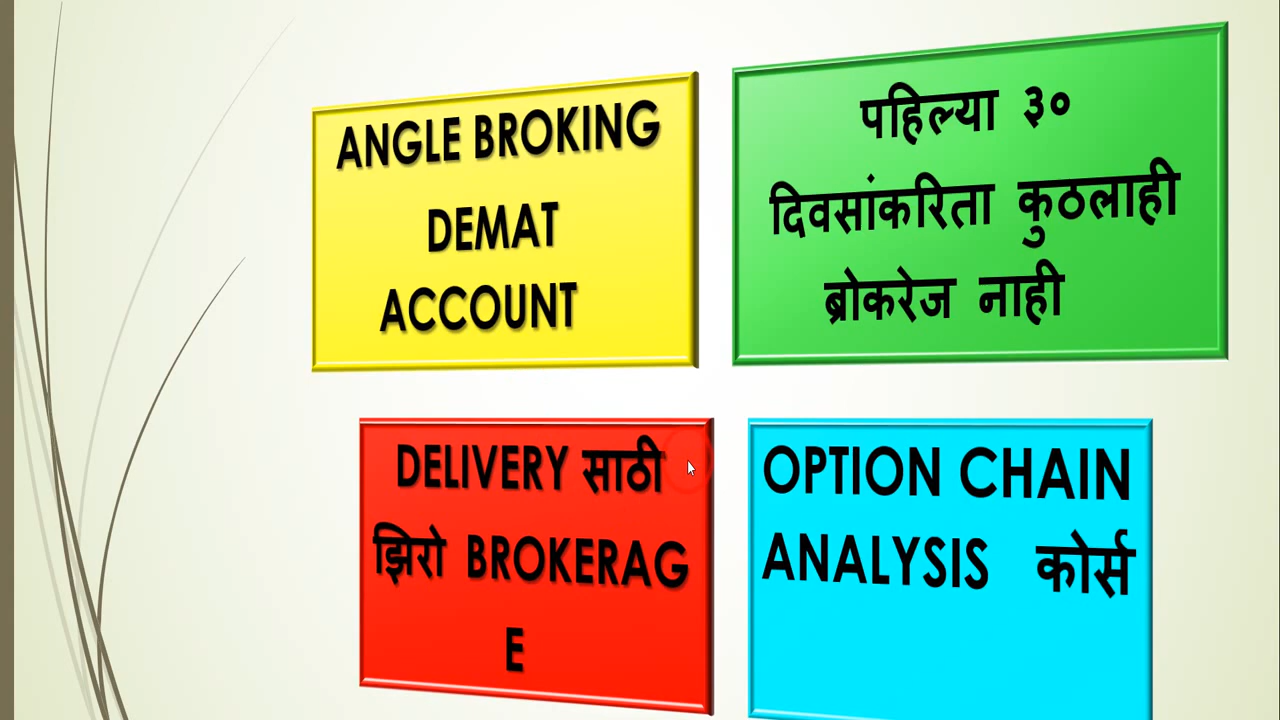 ANGLE BROKING
DEMAT
ACCOUNT
पहिल्या ३०
दिवसांकरिता कुठलाही
ब्रोकरेज नाही
DELIVERY साठी
झिरो BROKERAG
E
OPTION CHAIN
ANALYSIS कोर्स